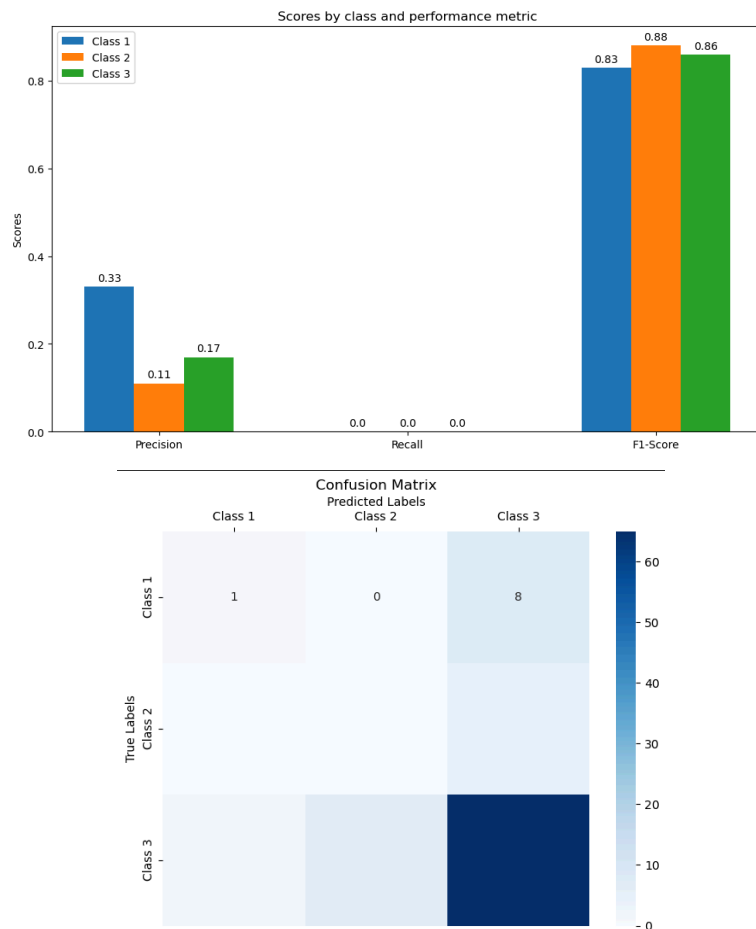 Scores by class and performance metric
Class 1
Class 2
Class 3
Scores
0.8
0.6
0.4
0.2
0.0
0.33
0.11
0.17
0.0
0.0
0.0
0.83
0.88
0.86
Precision
Recall
F1-Score
Confusion Matrix
Predicted Labels
Class 1
Class 2
Class 3
True Labels
Class 1
Class 2
Class 3
1
0
8
60
50
40
30
20
10
0